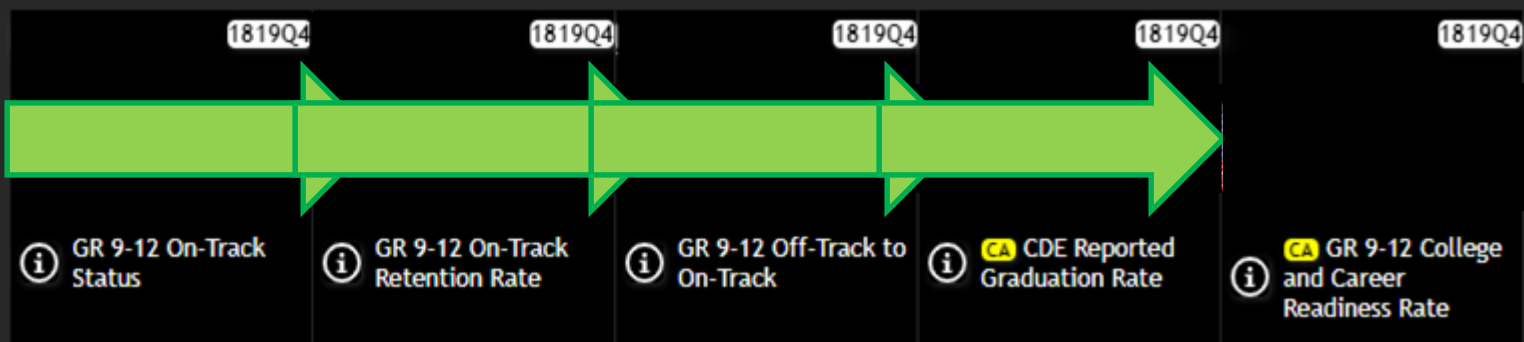 1819Q4
1819Q4
1819Q4
1819Q4
1819Q4
GR 9-12 On-Track
Status
GR 9-12 On-Track
Retention Rate
GR 9-12 Off-Track to
On-Track
CA CDE Reported
Graduation Rate
CA GR 9-12 College
and Career
Readiness Rate